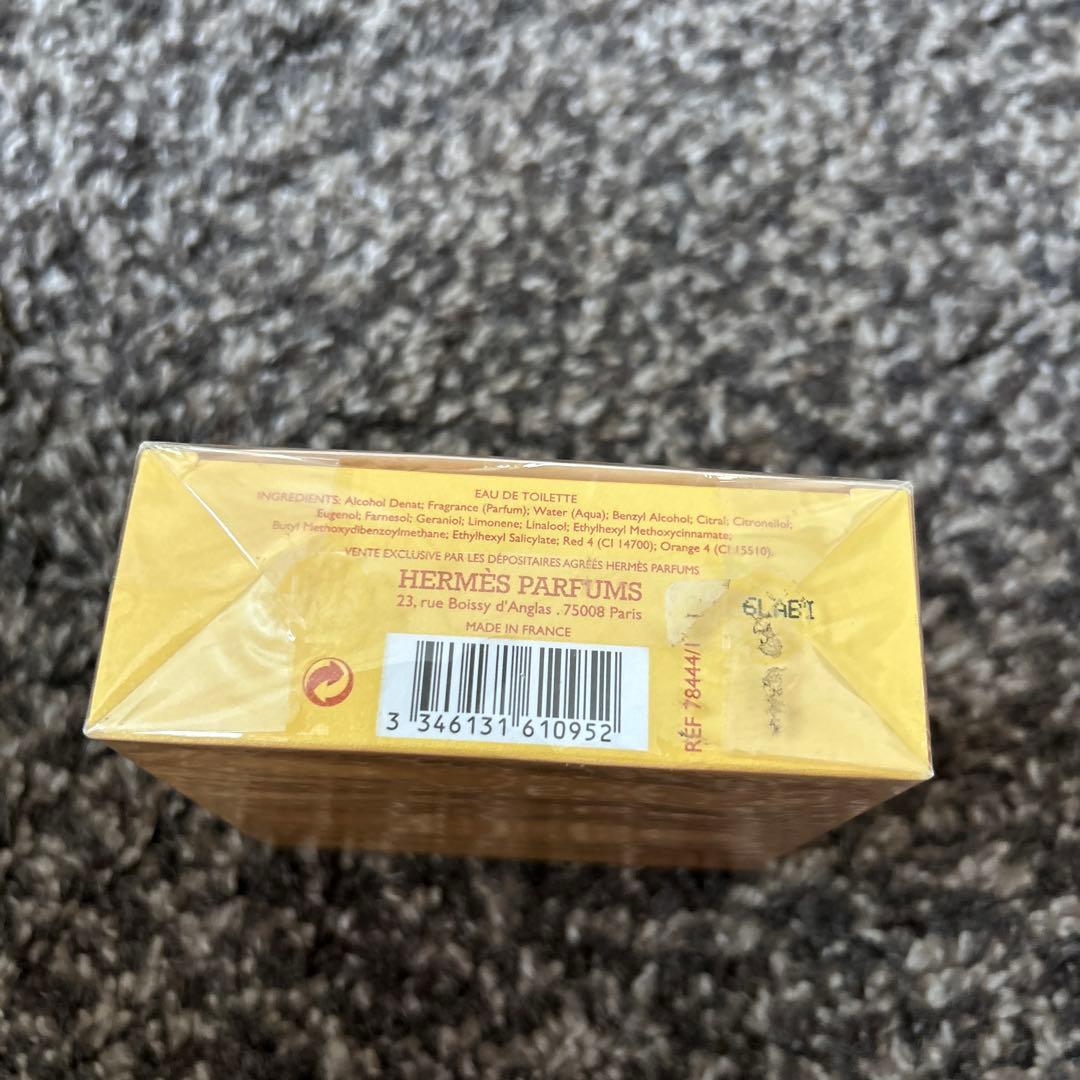 EAU DE TOILETTE
INGREDIENTS: Alcohol Denat; Fragrance (Parfum); Water (Aqua); Benzyl Alcohol; Citral; Citronellol;
Eugenol; Farnesol; Geraniol; Limonene; Linalool; Ethylhexyl Methoxycinnamate;
Butyl Methoxydibenzoylmethane; Ethylhexyl Salicylate; Red 4 (CI 14700); Orange 4 (CI 15510).
VENTE EXCLUSIVE PAR LES DÉPOSITAIRES AGRÉÉS HERMÈS PARFUMS
HERMÈS PARFUMS
23, rue Boissy d'Anglas . 75008 Paris
MADE IN FRANCE
3 346131 610952
REF 78444/